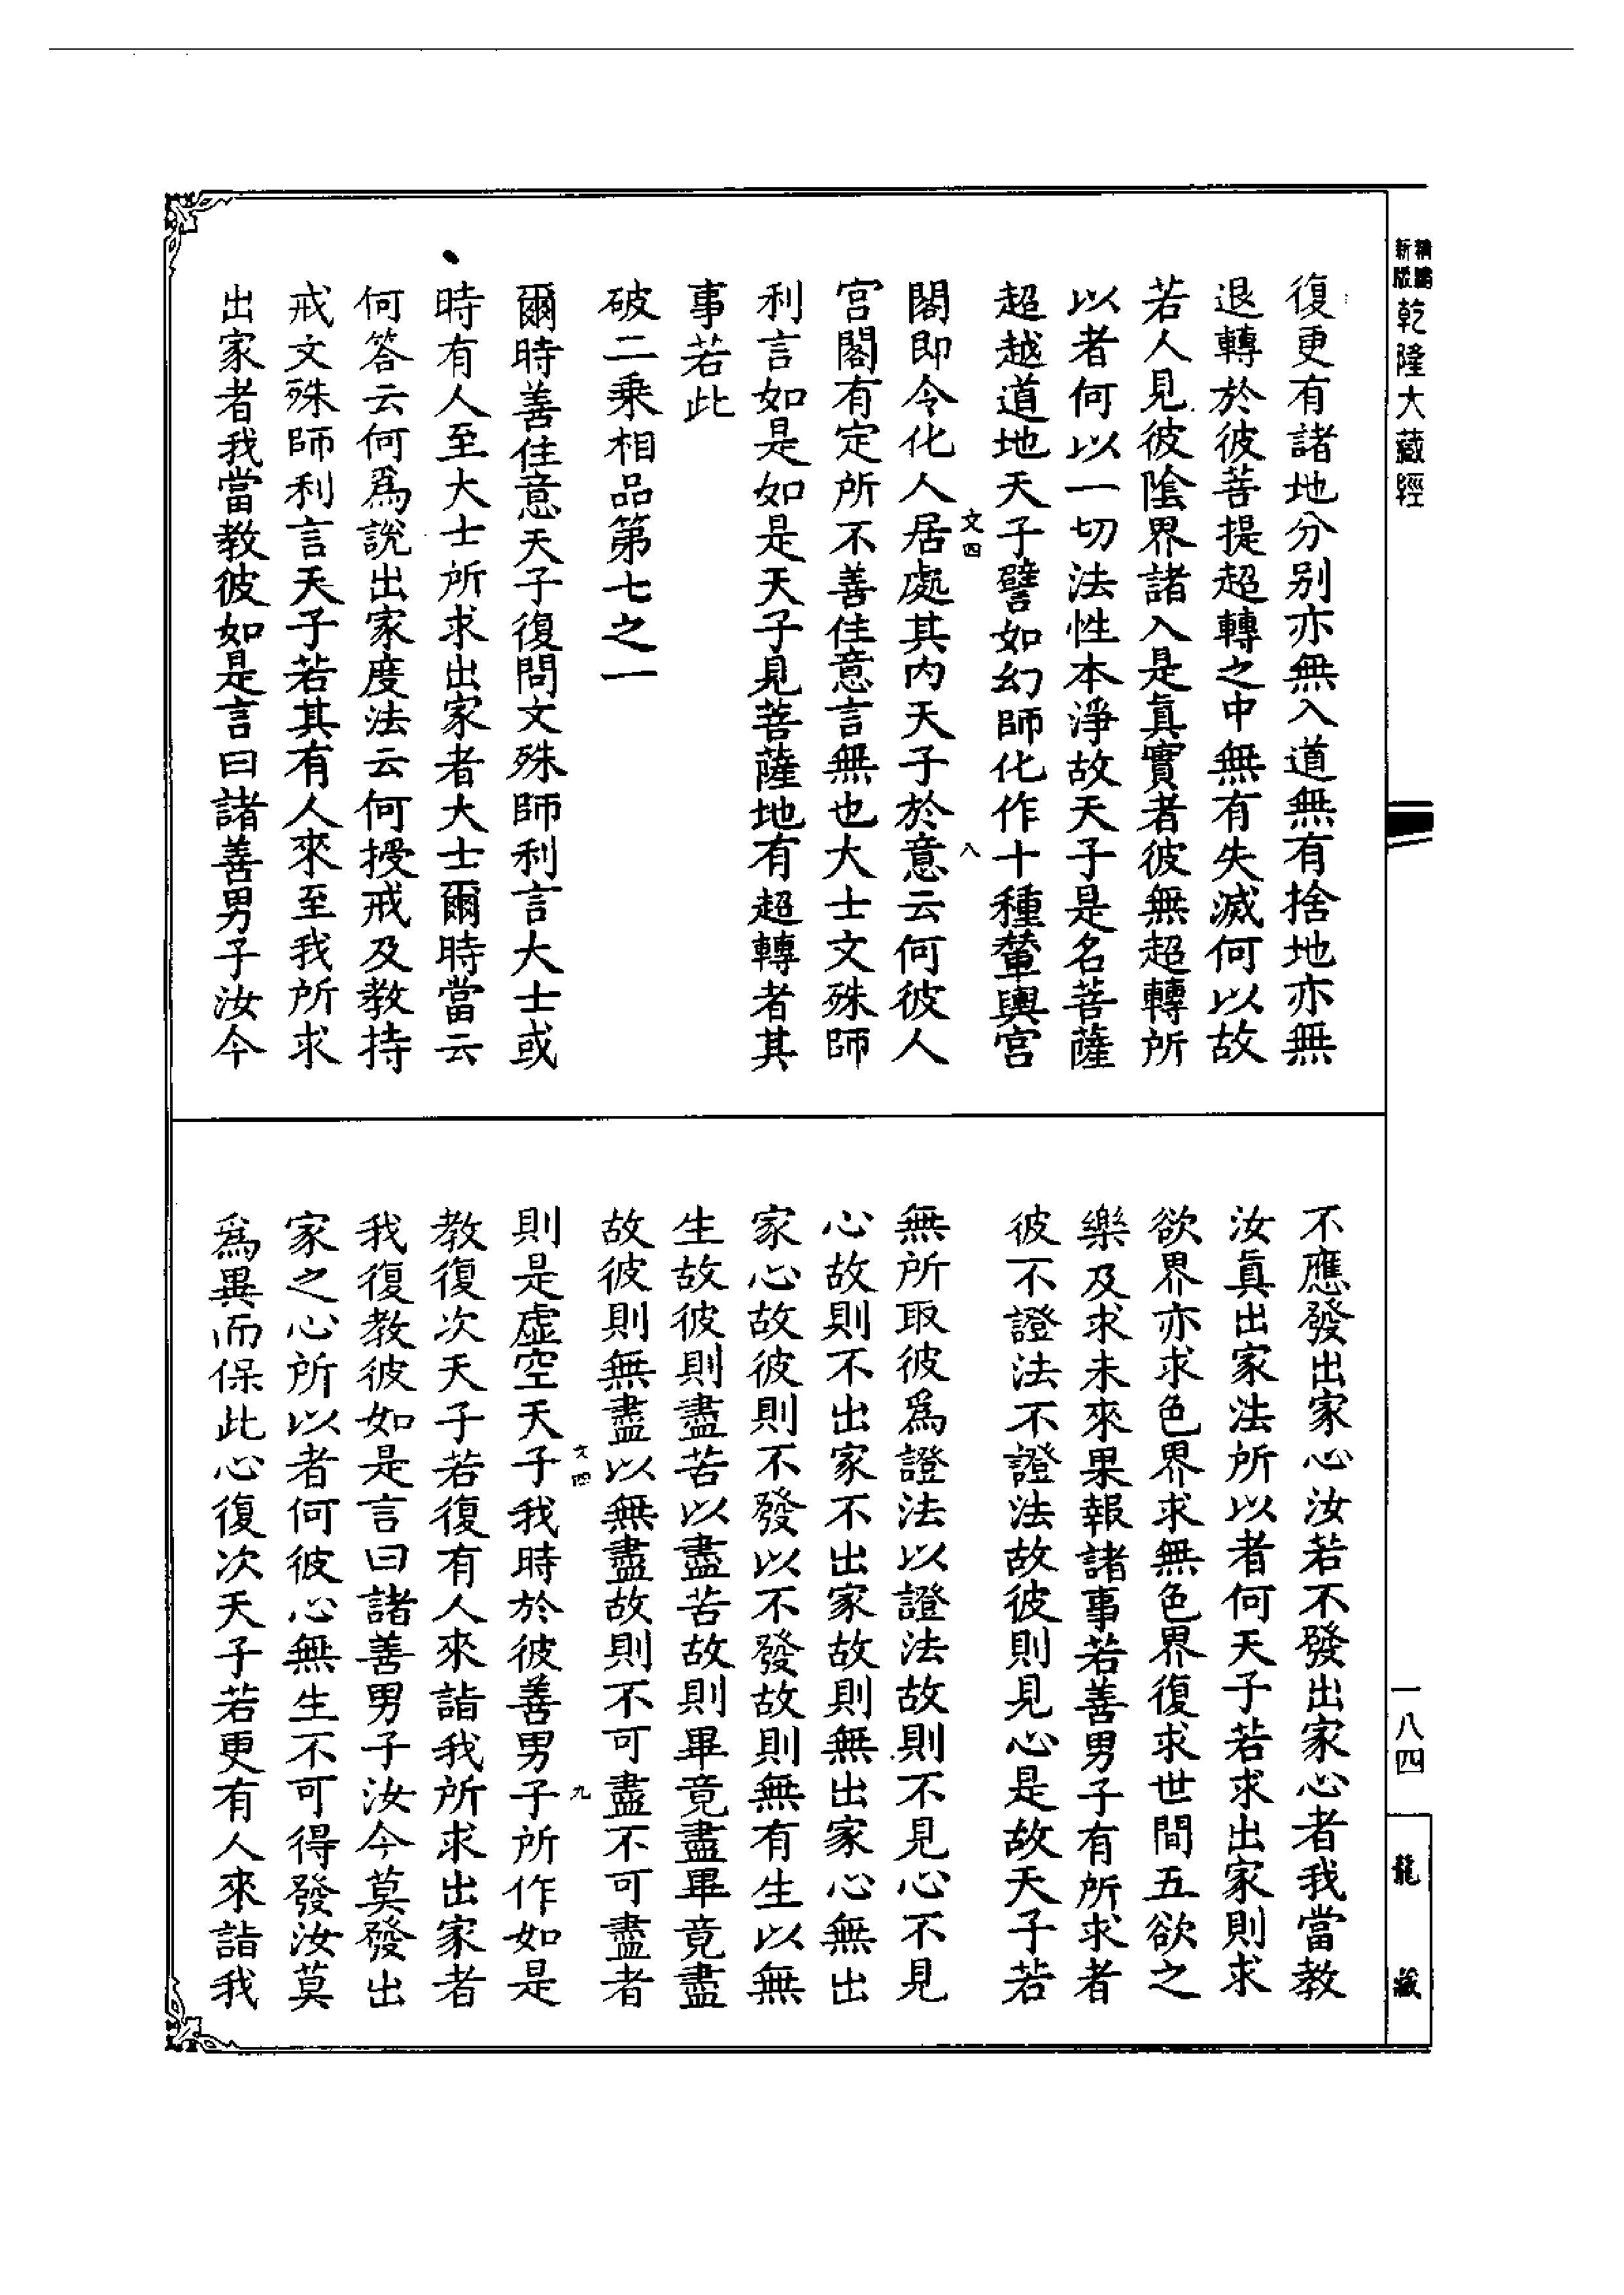 乾隆大藏經
復更有諸地分别亦無入道無有捨地亦無
退轉於彼菩提超轉之中無有失滅何以故
若人見彼陰界諸入是真實者彼無超轉所
以者何以一切法性本淨故天子是名菩薩
超越道地天子譬如幻師化作十種輦輿宫
文四
八
閣即令化人居處其内天子於意云何彼人
宫閣有定所不善住意言無也大士文殊師
利言如是如是天子見菩薩地有超轉者其
事若此
破二乘相品第七之一
爾時善住意天子復問文殊師利言大士或
時有人至大士所求出家者大士爾時當云
何答云何爲說出家度法云何授戒及教持
戒文殊師利言天子若其有人來至我所求
出家者我當教彼如是言曰諸善男子汝今
不應發出家心汝若不發出家心者我當教
汝真出家法所以者何天子若求出家則求
欲界亦求色界求無色界復求世間五欲之
樂及求未來果報諸事若善男子有所求者
彼不證法不證法故彼則見心是故天子若
無所取彼爲證法以證法故則不見心不見
心故則不出家不出家故則無出家心無出
家心故彼則不發以不發故則無有生以無
生故彼則盡苦以盡苦故則畢竟盡畢竟盡
故彼則無盡以無盡故則不可盡不可盡者
文四
九
則是虛空天子我時於彼善男子所作如是
教復次天子若復有人來詣我所求出家者
我復教彼如是言曰諸善男子汝今莫發出
家之心所以者何彼心無生不可得發汝莫
爲異而保此心復次天子若更有人來詣我
一八四
龍藏